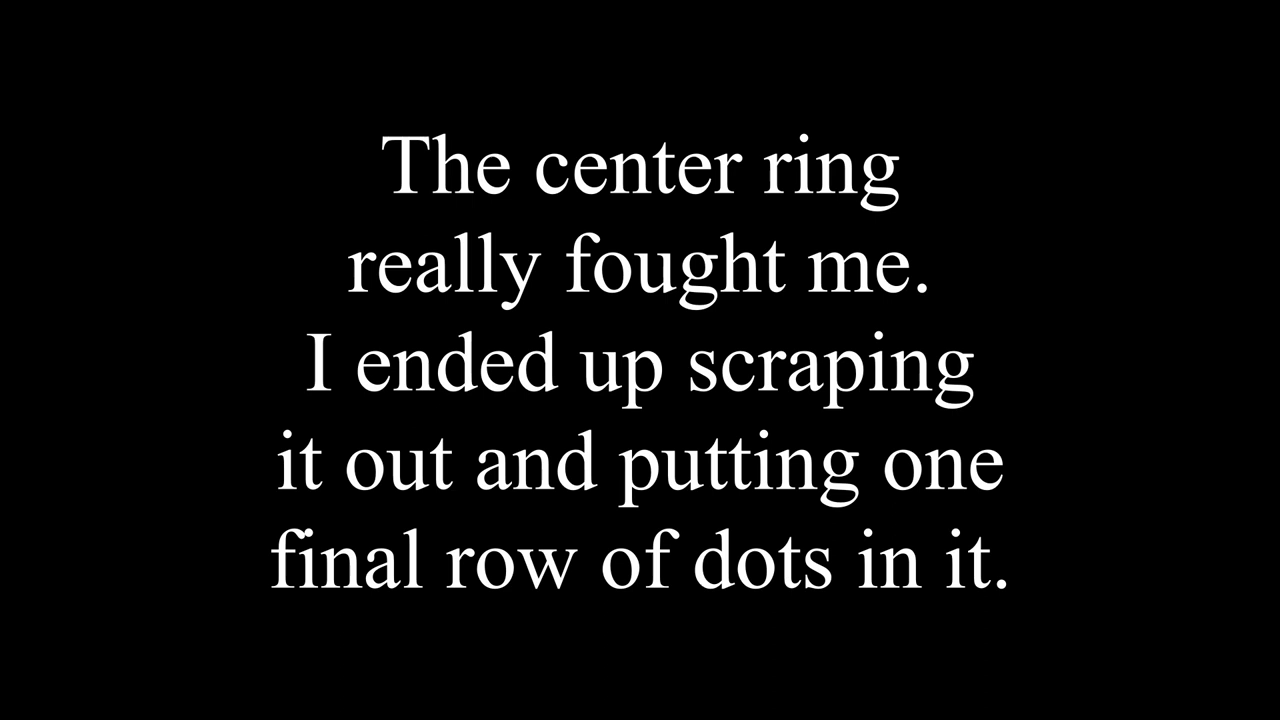 The center ring
really fought me.
I ended up scraping
it out and putting one
final row of dots in it.